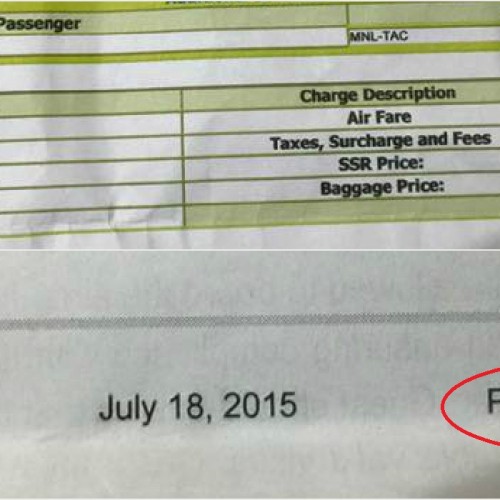 Passenger
MNL-TAC
Charge Description
Air Fare
Taxes, Surcharge and Fees
SSR Price:
Baggage Price:
July 18, 2015